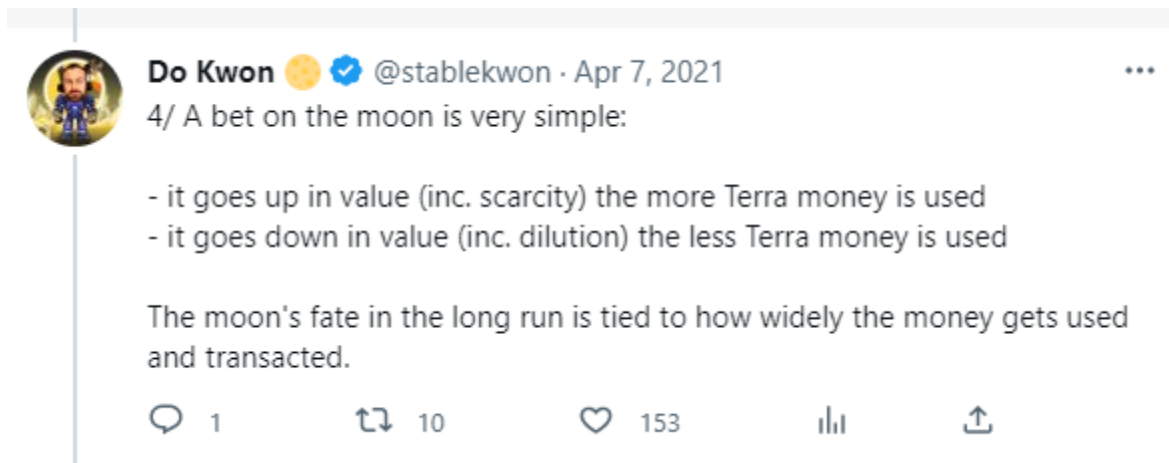 Do Kwon 🌕 @stablekwon · Apr 7, 2021
4/ A bet on the moon is very simple:
- it goes up in value (inc. scarcity) the more Terra money is used
- it goes down in value (inc. dilution) the less Terra money is used
The moon's fate in the long run is tied to how widely the money gets used
and transacted.
1 10 153